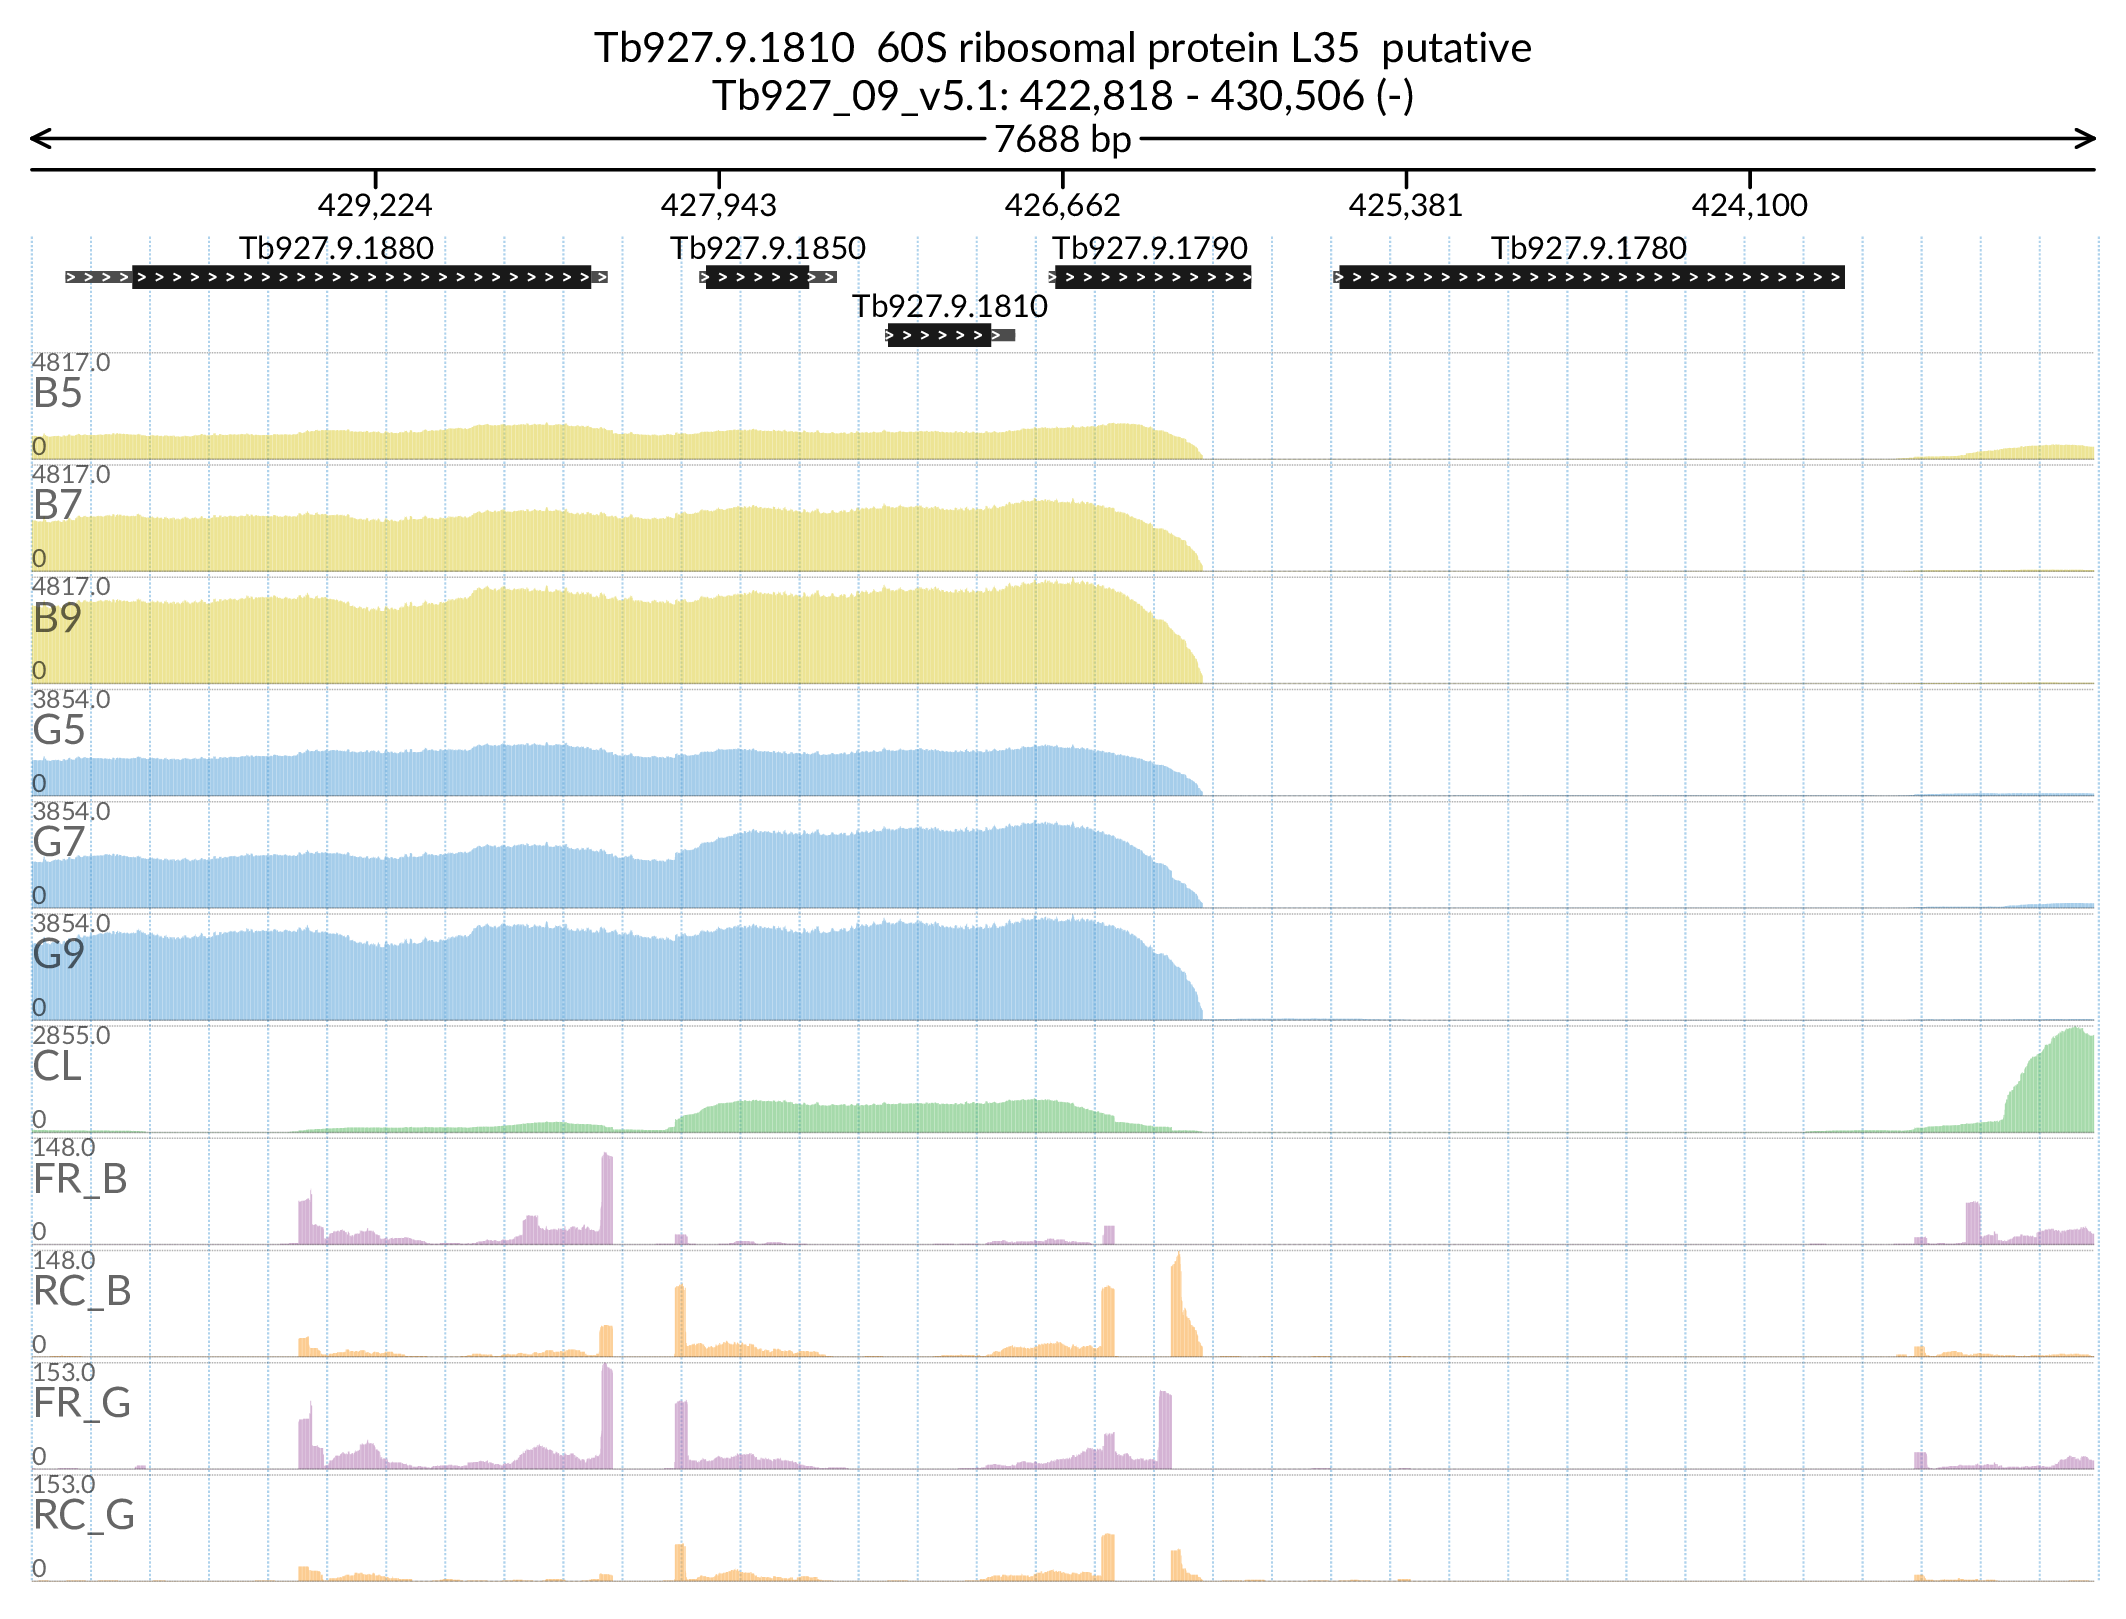 Tb927.9.1810  60S ribosomal protein L35  putative
Tb927_09_v5.1: 422,818 - 430,506 (-)
7688 bp
429,224 427,943 426,662 425,381 424,100
Tb927.9.1880 Tb927.9.1850 Tb927.9.1790 Tb927.9.1780
Tb927.9.1810
4817.0
B5
0
4817.0
B7
0
4817.0
B9
0
3854.0
G5
0
3854.0
G7
0
3854.0
G9
0
2855.0
CL
0
148.0
FR_B
0
148.0
RC_B
0
153.0
FR_G
0
153.0
RC_G
0